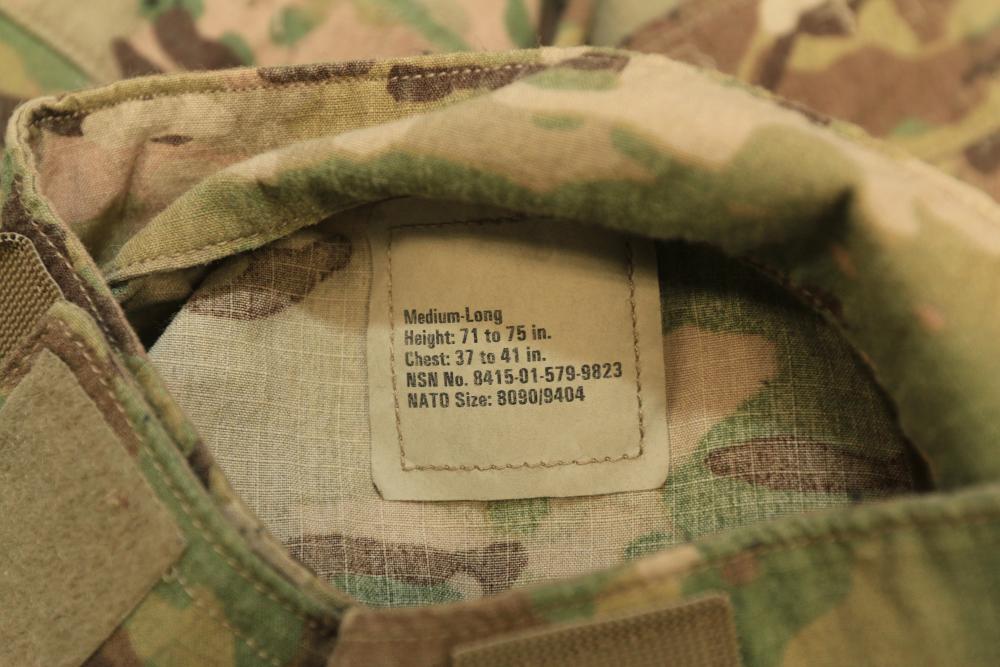 Medium-Long
Height: 71 to 75 in.
Chest: 37 to 41 in.
NSN No. 8415-01-579-9823
NATO Size: 8090/9404